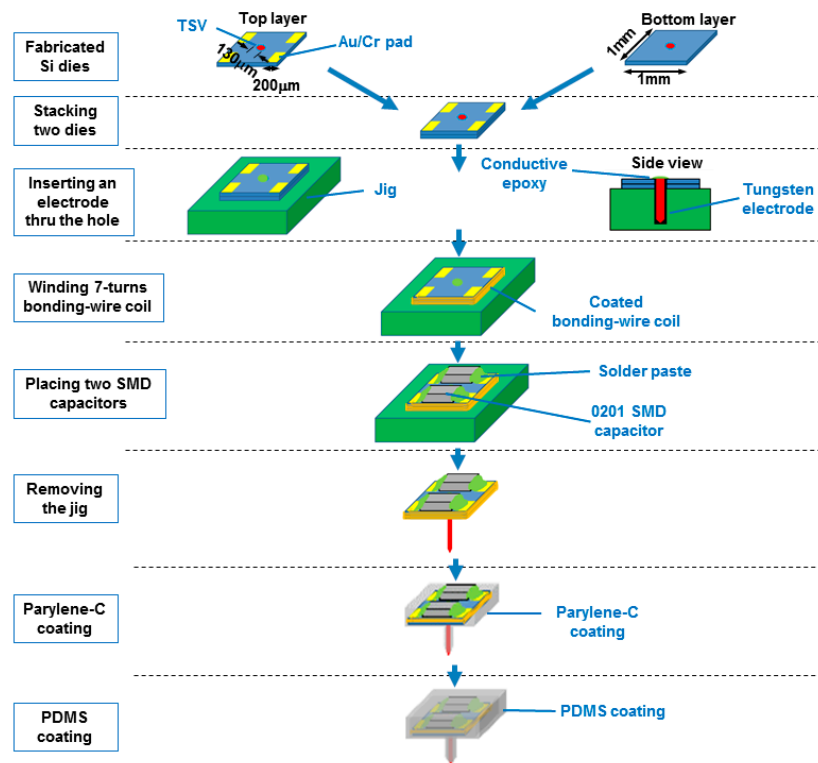 Top layer
Bottom layer
TSV
Au/Cr pad
Fabricated
Si dies
130µm
200µm
1mm
1mm
Stacking
two dies
Inserting an
electrode
thru the hole
Jig
Conductive
epoxy
Side view
Tungsten
electrode
Winding 7-turns
bonding-wire coil
Coated
bonding-wire coil
Placing two SMD
capacitors
Solder paste
0201 SMD
capacitor
Removing
the jig
Parylene-C
coating
Parylene-C
coating
PDMS
coating
PDMS coating